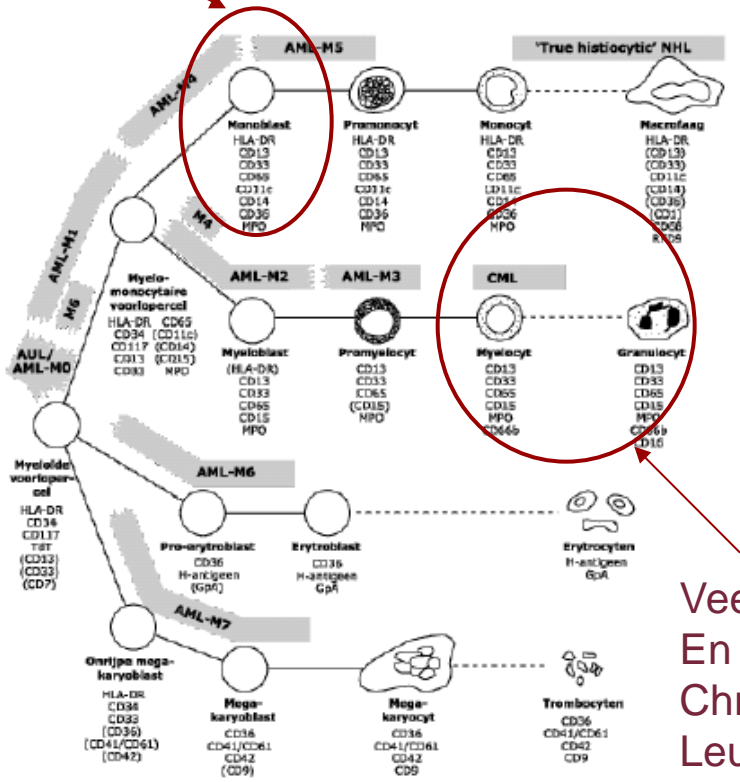 AML-M5
'True histiocytic' NHL
AML-M4
Monoblast
HLA-DR
CD13
CD33
CD65
CD11c
CD14
CD36
MPO
Promonocyt
HLA-DR
CD13
CD33
CD65
CD11c
CD14
CD36
MPO
Monocyt
HLA-DR
CD13
CD33
CD65
CD11c
CD36
MPO
Macrofaag
HLA-DR
(CD13)
(CD33)
CD11c
(CD14)
(CD36)
(CD1)
CD68
AML-M1
M6
M4
AUL/
AML-M0
AML-M2
AML-M3
CML
Myelo-
monocytaire
voorlopercel
HLA-DR CD65
CD34 (CD11c)
CD117 (CD14)
CD13 (CD15)
CD33 MPO
Myeloblast
(HLA-DR)
CD13
CD33
CD65
CD15
MPO
Promyelocyt
CD13
CD33
CD65
(CD15)
MPO
Myelocyt
CD13
CD33
CD65
CD15
MPO
CD66b
Granulocyt
CD13
CD33
CD65
CD15
MPO
CD66b
CD16
Myeloïde
voorloper-
cel
HLA-DR
CD34
CD117
TdT
(CD13)
(CD33)
(CD7)
AML-M6
Pro-erytroblast
CD36
H-antigeen
(GpA)
Erytroblast
CD36
H-antigeen
GpA
Erytrocyten
H-antigeen
GpA
AML-M7
Onrijpe mega-
karyoblast
HLA-DR
CD34
CD33
(CD36)
(CD41/CD61)
(CD42)
Mega-
karyoblast
CD36
CD41/CD61
CD42
(CD9)
Mega-
karyocyt
CD36
CD41/CD61
CD42
CD9
Trombocyten
CD36
CD41/CD61
CD42
CD9
Vee
En
Chr
Leu